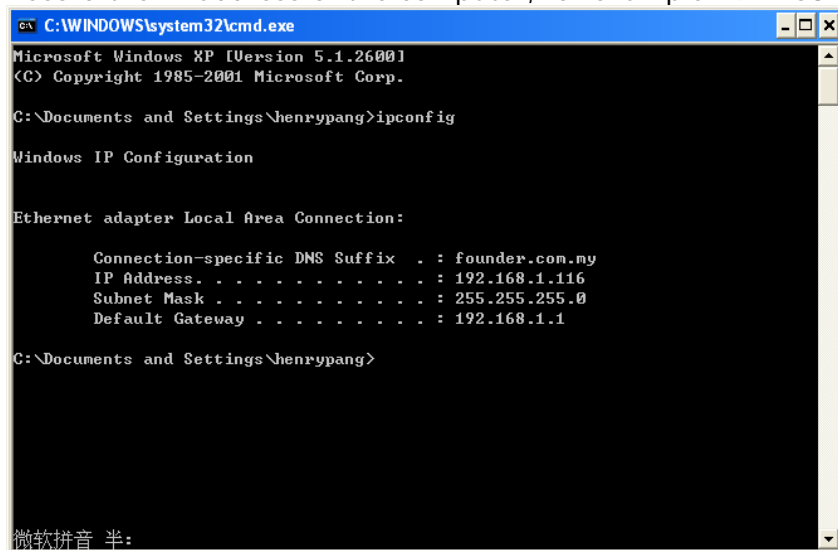 C:\WINDOWS\system32\cmd.exe
Microsoft Windows XP [Version 5.1.2600]
(C) Copyright 1985-2001 Microsoft Corp.
C:\Documents and Settings\henrypang>ipconfig
Windows IP Configuration
Ethernet adapter Local Area Connection:
Connection-specific DNS Suffix . : founder.com.my
IP Address. . . . . . . . . . . . : 192.168.1.116
Subnet Mask . . . . . . . . . . . : 255.255.255.0
Default Gateway . . . . . . . . . : 192.168.1.1
C:\Documents and Settings\henrypang>
微软拼音 半: